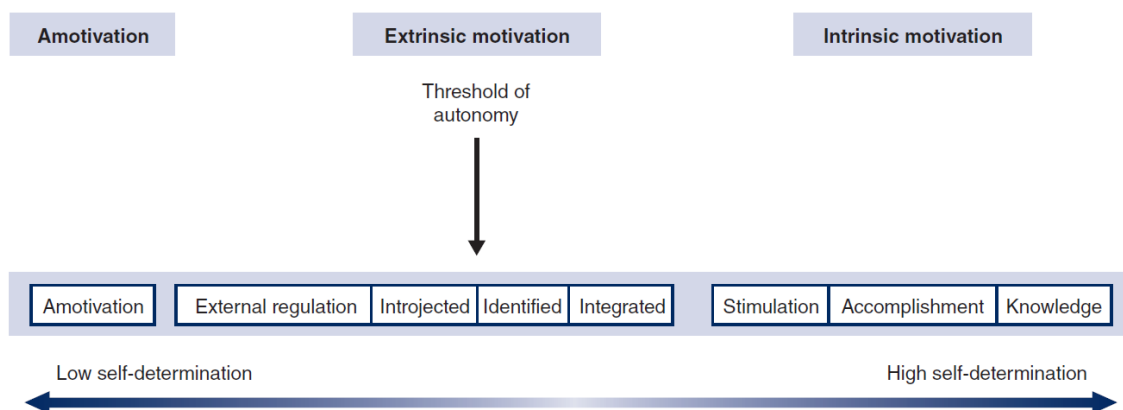 Amotivation
Extrinsic motivation
Intrinsic motivation
Threshold of
autonomy
Amotivation
External regulation
Introjected
Identified
Integrated
Stimulation
Accomplishment
Knowledge
Low self-determination
High self-determination